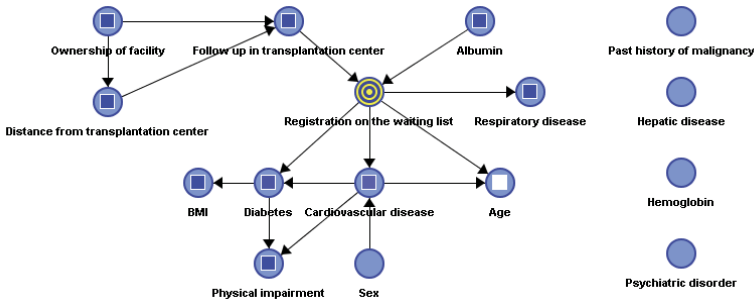 Ownership of facility
Follow up in transplantation center
Albumin
Past history of malignancy
Distance from transplantation center
Registration on the waiting list
Respiratory disease
Hepatic disease
BMI
Diabetes
Cardiovascular disease
Age
Hemoglobin
Physical impairment
Sex
Psychiatric disorder